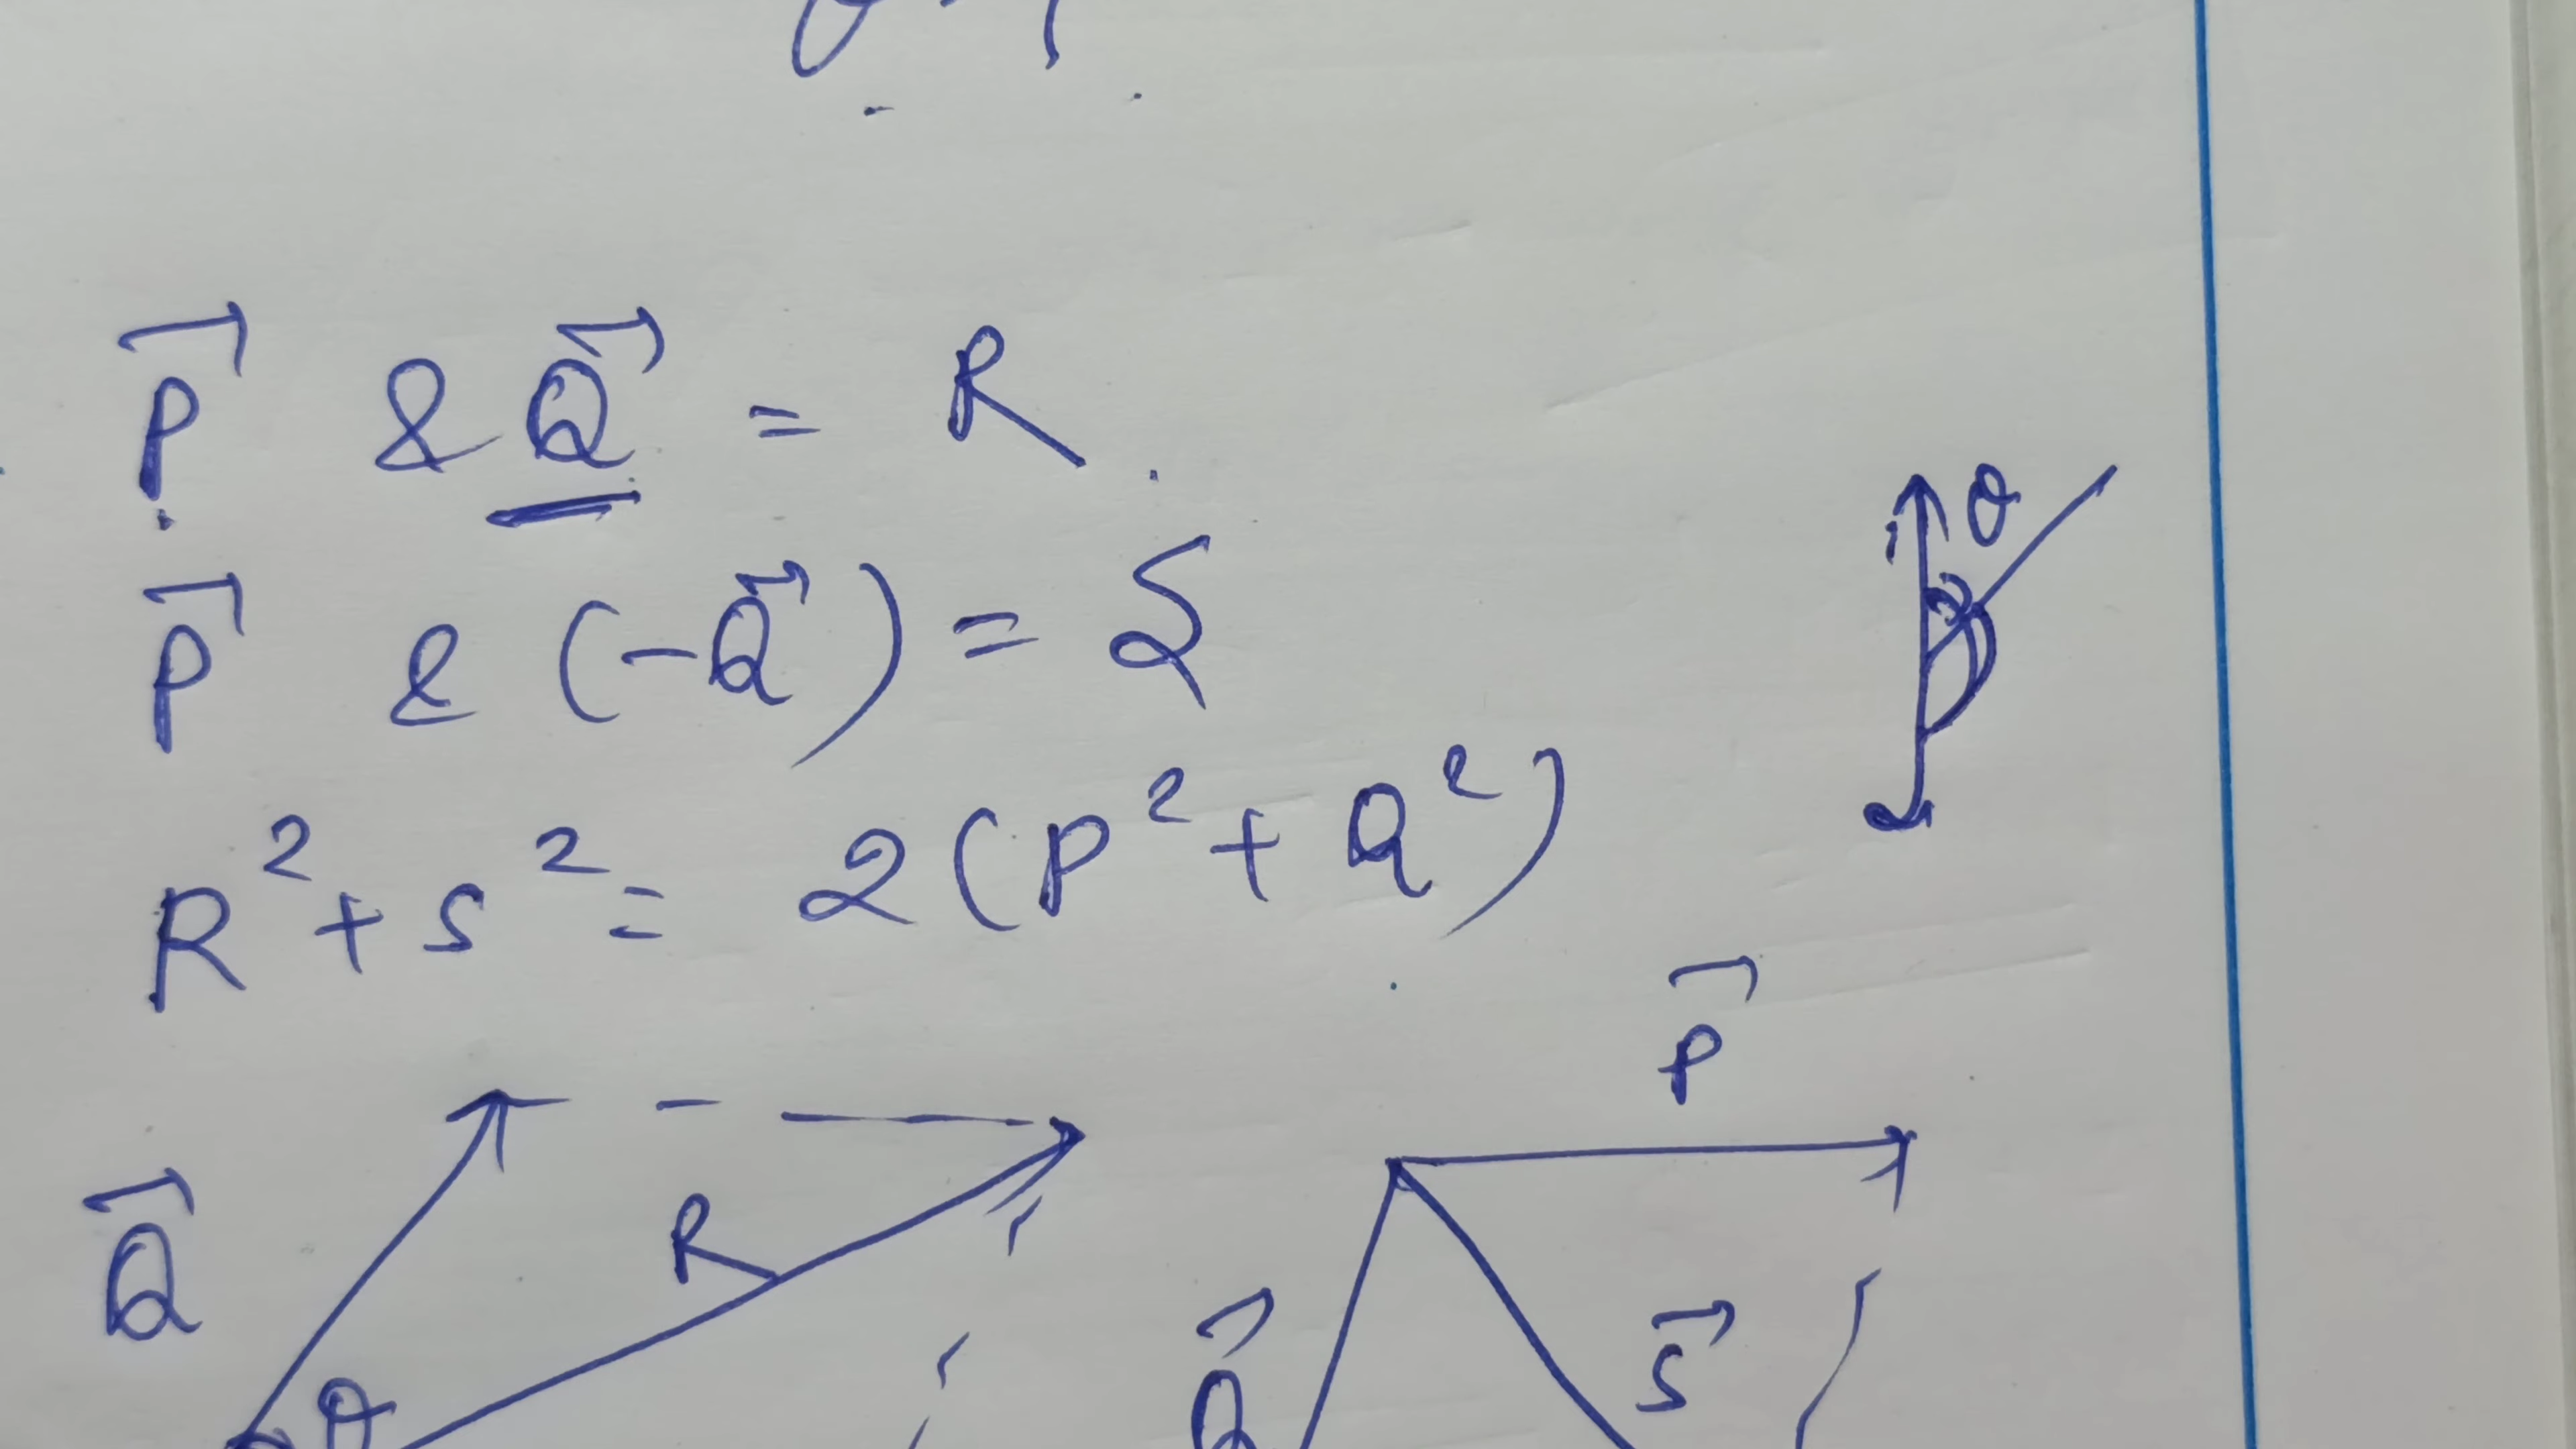 P⃗ & Q⃗ = R
P⃗ & (-Q⃗) = S
θ
R² + S² = 2(P² + Q²)
P⃗
Q⃗
R
S⃗
Q⃗
θ